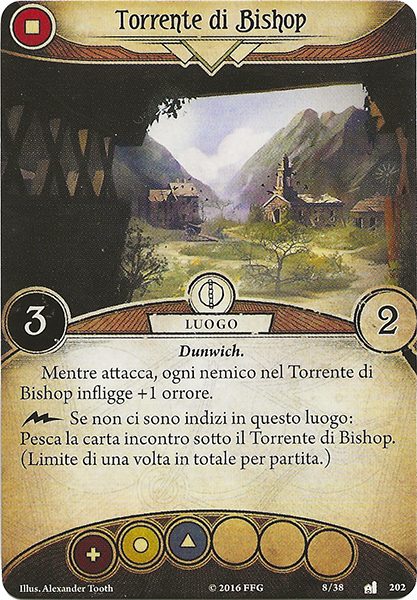 Torrente di Bishop
3
LUOGO
2
Dunwich.
Mentre attacca, ogni nemico nel Torrente di
Bishop infligge +1 orrore.
Se non ci sono indizi in questo luogo:
Pesca la carta incontro sotto il Torrente di Bishop.
(Limite di una volta in totale per partita.)
Illus. Alexander Tooth
© 2016 FFG
8/38
202